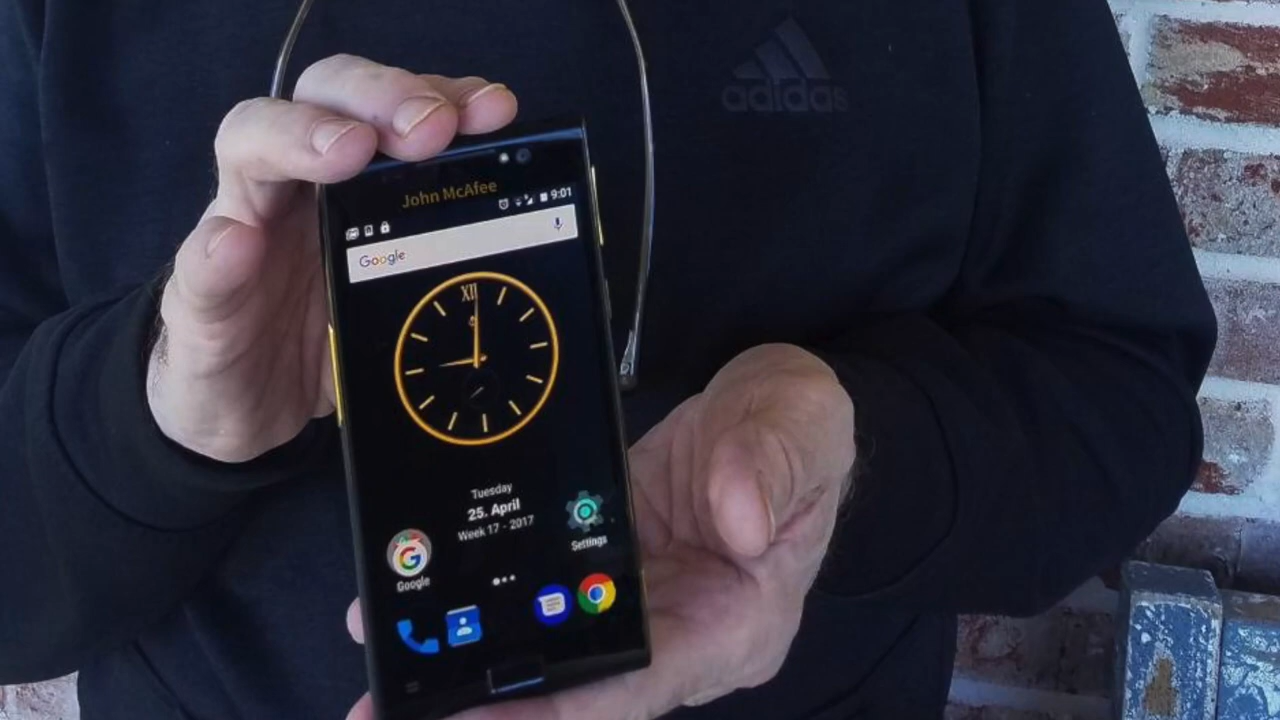 adidas
John McAfee
9:01
Google
XII
Tuesday
25. April
Week 17 - 2017
Settings
Google